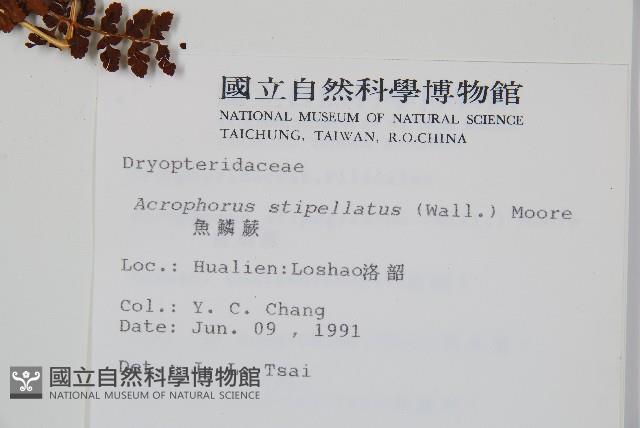 國立自然科學博物館
NATIONAL MUSEUM OF NATURAL SCIENCE
TAICHUNG, TAIWAN, R.O.CHINA
Dryopteridaceae
Acrophorus stipellatus (Wall.) Moore
魚鱗蕨
Loc.: Hualien:Loshao洛韶
Col.: Y. C. Chang
Date: Jun. 09 , 1991
Det.: J. L. Tsai
國立自然科學博物館
NATIONAL MUSEUM OF NATURAL SCIENCE